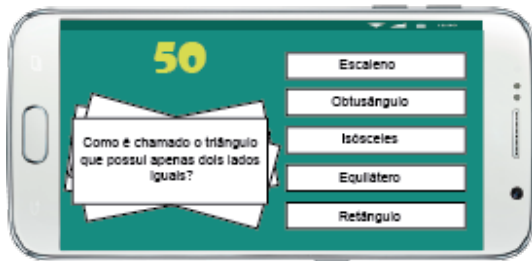 50
Como é chamado o triângulo
que possui apenas dois lados
iguais?
Escaleno
Obtusângulo
Isósceles
Equilátero
Retângulo